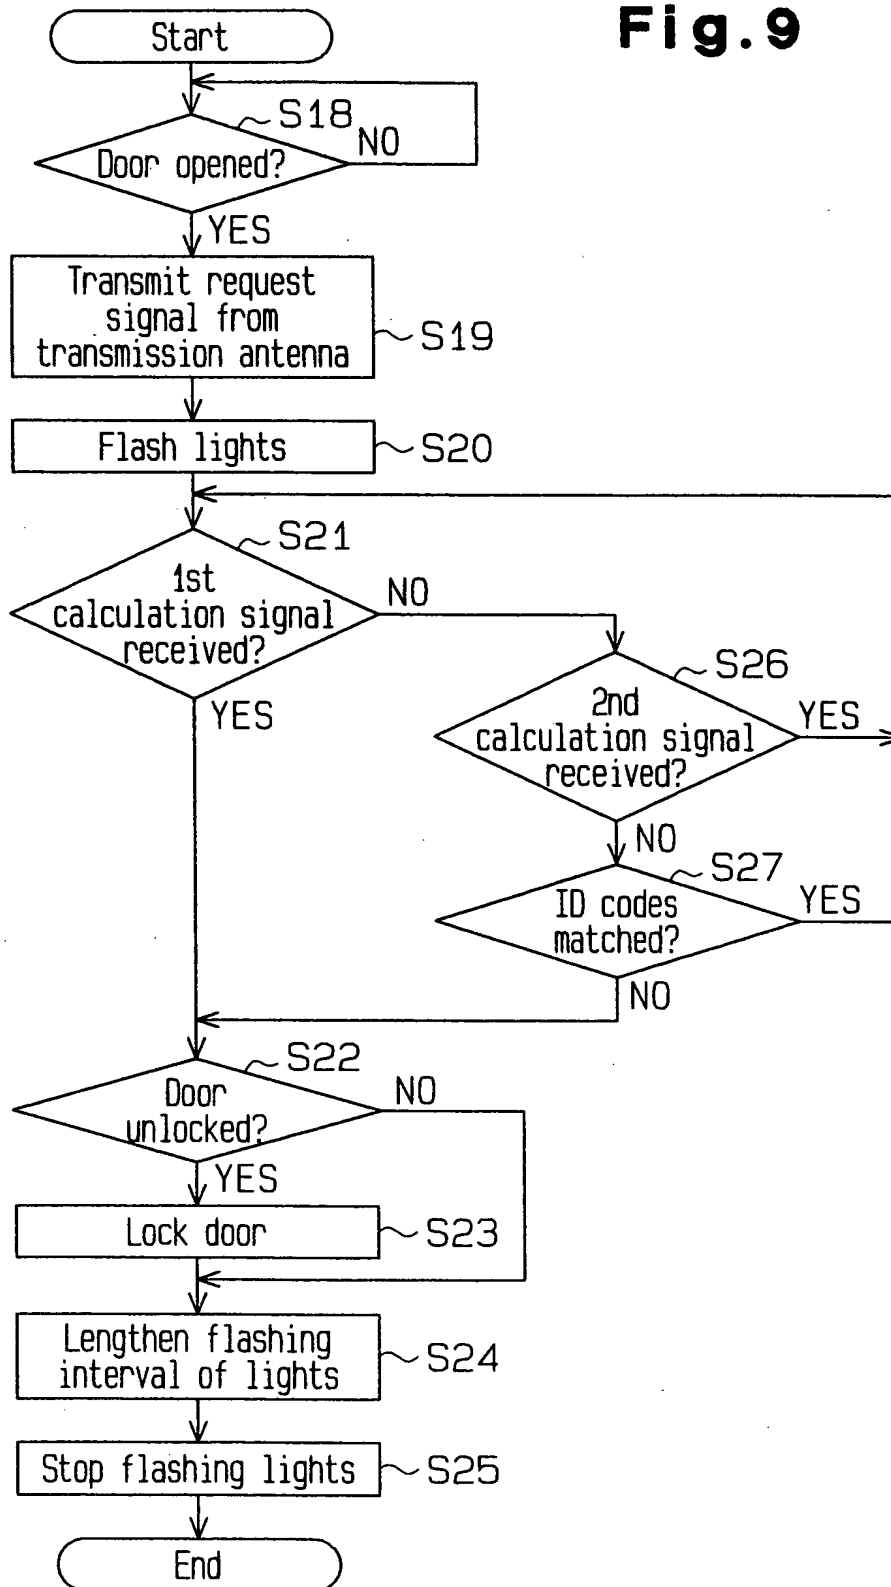 Fig.9
Start
S18
Door opened?
NO
YES
Transmit request
signal from
transmission antenna
S19
Flash lights
S20
S21
1st
calculation signal
received?
NO
YES
S26
2nd
calculation signal
received?
YES
NO
S27
ID codes
matched?
YES
NO
S22
Door
unlocked?
NO
YES
Lock door
S23
Lengthen flashing
interval of lights
S24
Stop flashing lights
S25
End